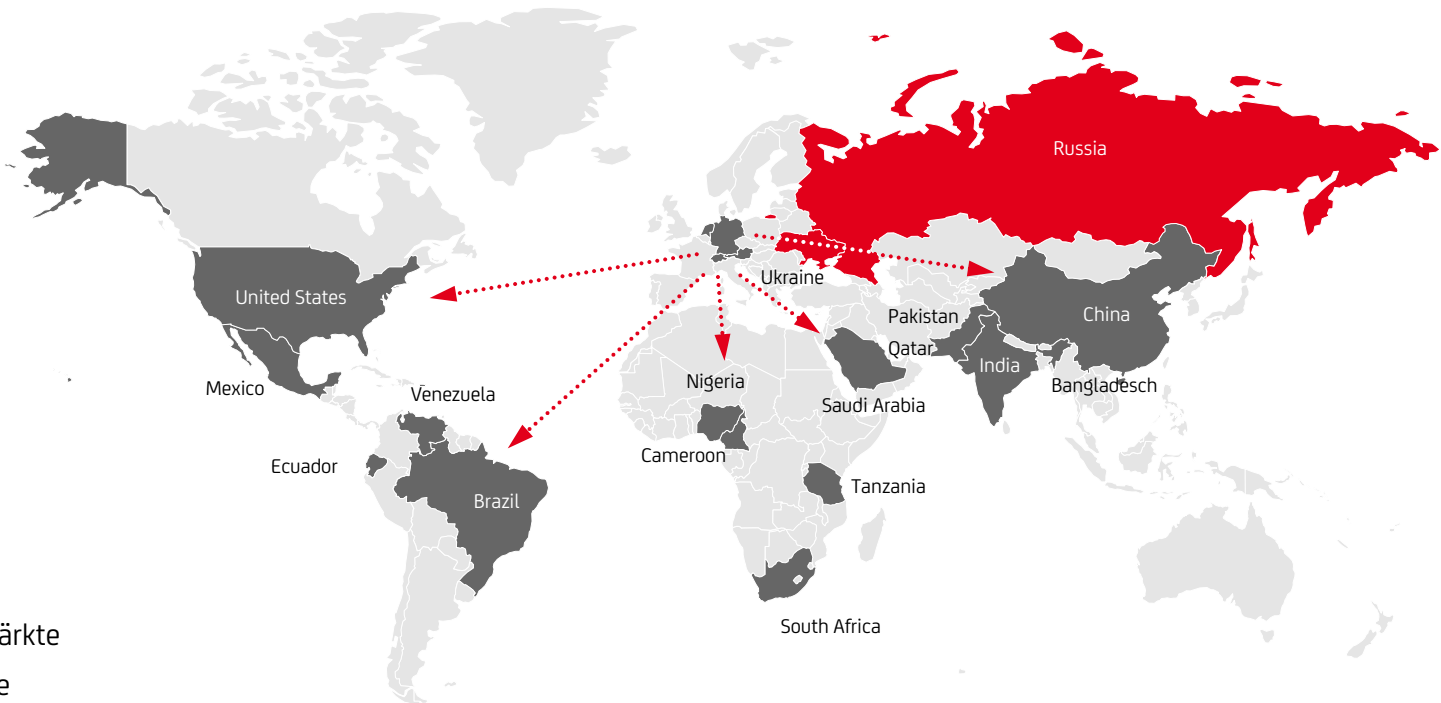 Russia
Ukraine
United States
Pakistan
China
Qatar
India
Nigeria
Bangladesch
Mexico
Venezuela
Saudi Arabia
Cameroon
Ecuador
Tanzania
Brazil
South Africa
ärkte
e